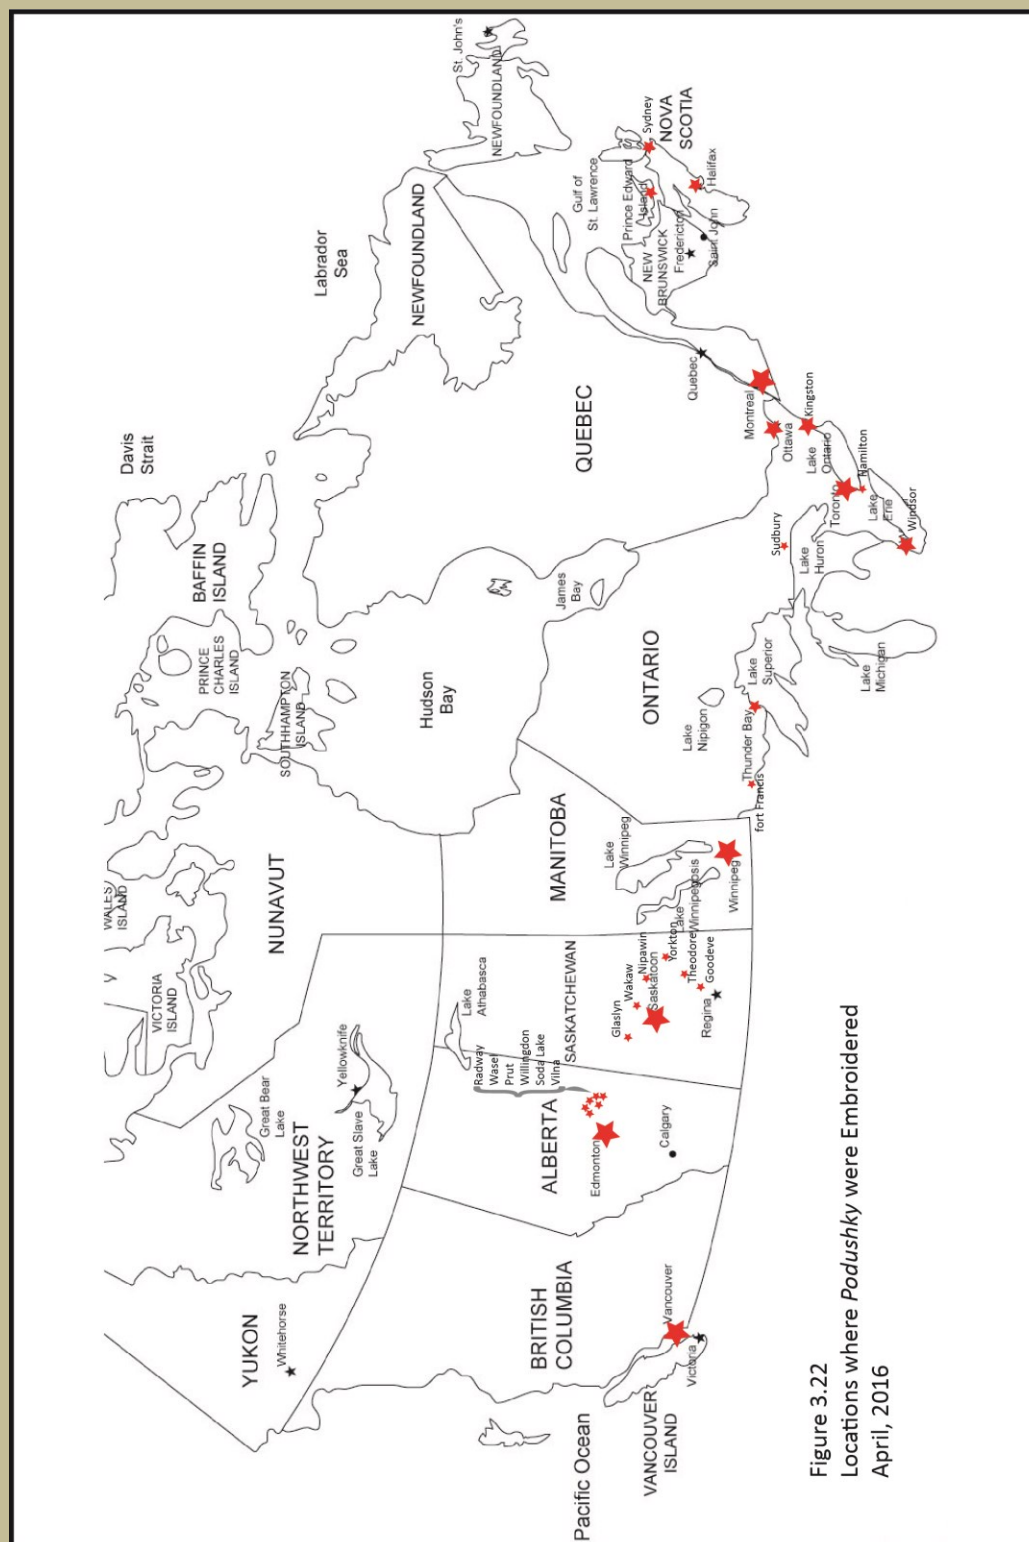 Davis
Strait
Labrador
Sea
BAFFIN
ISLAND
PRINCE
CHARLES
ISLAND
SOUTHHAMPTON
ISLAND
WALES
ISLAND
Y
VICTORIA
ISLAND
NUNAVUT
Great Bear
Lake
Yellowknife
Great Slave
Lake
NORTHWEST
TERRITORY
YUKON
Whitehorse
Hudson
Bay
James
Bay
NEWFOUNDLAND
NEWFOUNDLAND
St. John's
QUEBEC
Gulf of
St. Lawrence
Prince Edward
Island
Sydney
NOVA
SCOTIA
Halifax
NEW
BRUNSWICK
Fredericton
Saint John
Quebec
Montreal
Ottawa
Kingston
Lake
Ontario
Toronto
Hamilton
Lake
Erie
Windsor
Sudbury
Lake
Huron
Lake
Michigan
Lake
Superior
ONTARIO
Lake
Nipigon
Thunder Bay
fort Francis
MANITOBA
Lake
Winnipeg
Lake
Winnipegosis
Winnipeg
Lake
Athabasca
SASKATCHEWAN
Glaslyn
Wakaw
Nipawin
Saskatoon
Yorkton
Theodore
Goodeve
Regina
Radway
Wasel
Prut
Willingdon
Soda Lake
Vilna
ALBERTA
Edmonton
Calgary
BRITISH
COLUMBIA
Vancouver
Victoria
VANCOUVER
ISLAND
Pacific Ocean
Figure 3.22
Locations where Podushky were Embroidered
April, 2016